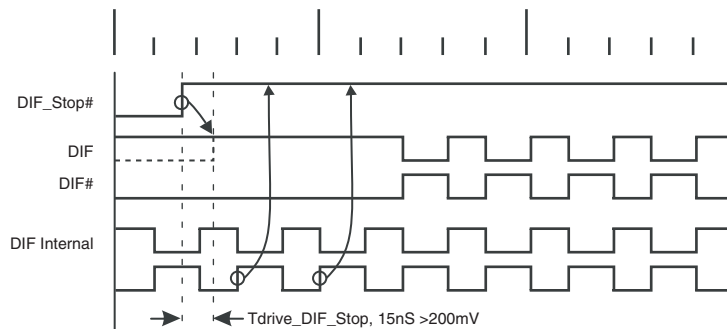 DIF_Stop#
DIF
DIF#
DIF Internal
Tdrive_DIF_Stop, 15nS >200mV